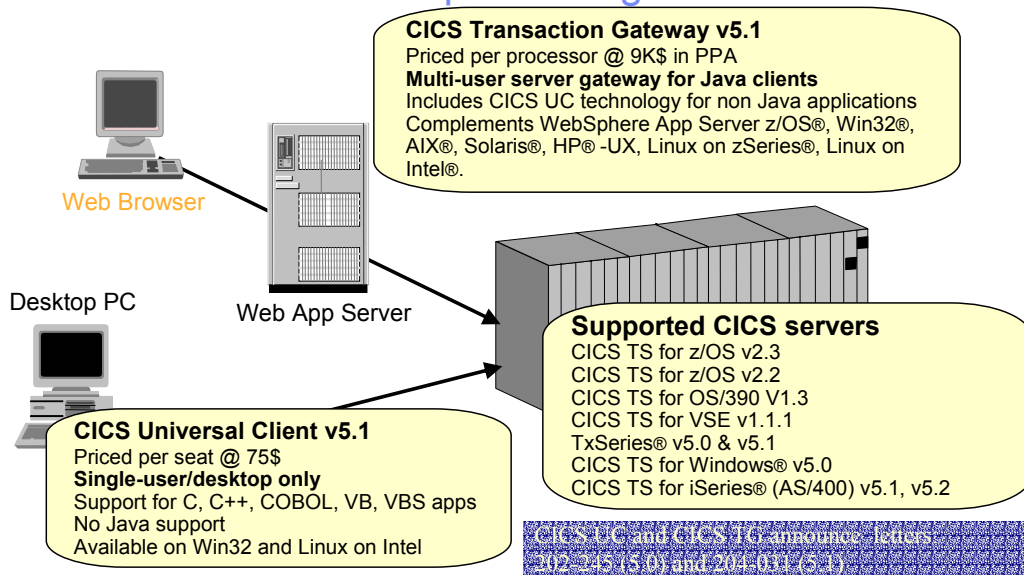 CICS Transaction Gateway v5.1
Priced per processor @ 9K$ in PPA
Multi-user server gateway for Java clients
Includes CICS UC technology for non Java applications
Complements WebSphere App Server z/OS®, Win32®,
AIX®, Solaris®, HP® -UX, Linux on zSeries®, Linux on
Intel®.
Web Browser
Web App Server
Desktop PC
Supported CICS servers
CICS TS for z/OS v2.3
CICS TS for z/OS v2.2
CICS TS for OS/390 V1.3
CICS TS for VSE v1.1.1
TxSeries® v5.0 & v5.1
CICS TS for Windows® v5.0
CICS TS for iSeries® (AS/400) v5.1, v5.2
CICS Universal Client v5.1
Priced per seat @ 75$
Single-user/desktop only
Support for C, C++, COBOL, VB, VBS apps
No Java support
Available on Win32 and Linux on Intel
CICS UC and CICS TG announce letters
202-245 (5.0) and 204-031 (5.1)